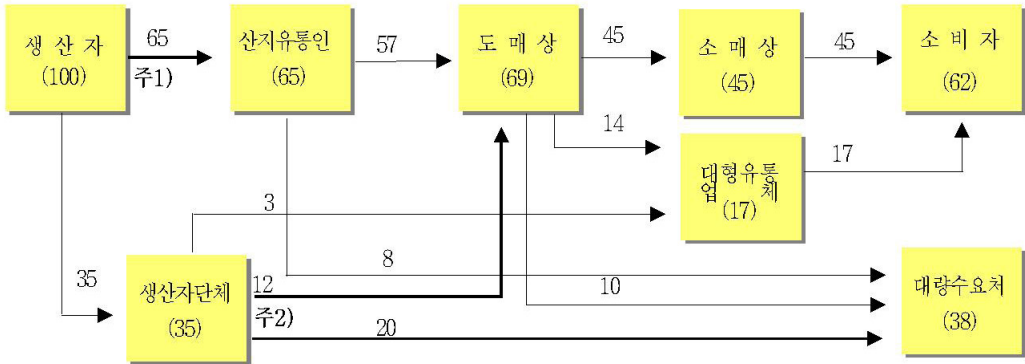 생 산 자
(100)
65
주1)
산지유통인
(65)
57
도 매 상
(69)
45
소 매 상
(45)
45
소 비 자
(62)
14
대형유통
업 체
(17)
17
3
35
생산자단체
(35)
12
주2)
8
10
20
대량수요처
(38)